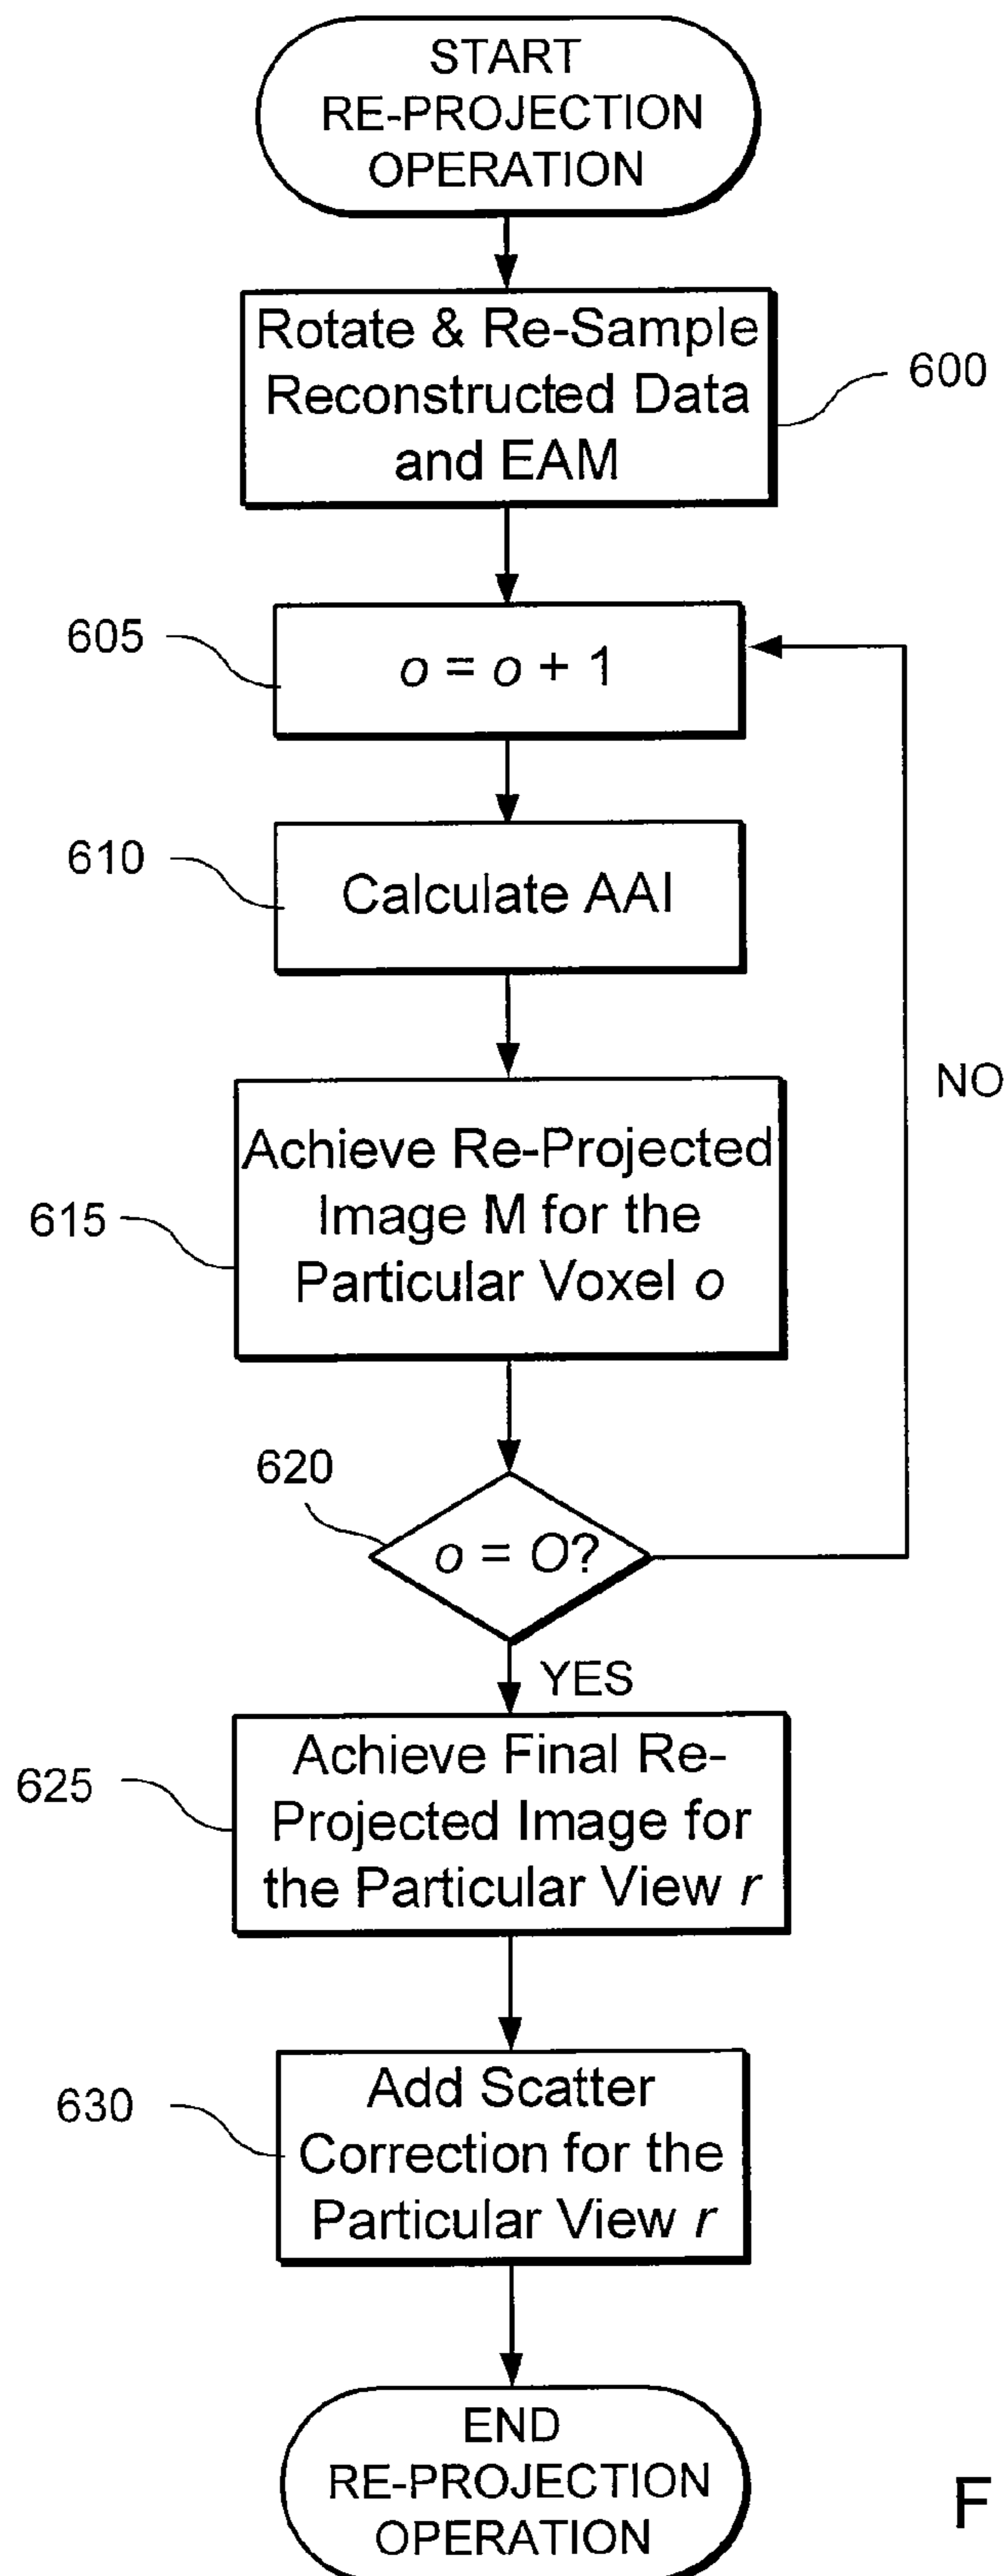 START
RE-PROJECTION
OPERATION
Rotate & Re-Sample
Reconstructed Data
and EAM
600
605
o = o + 1
610
Calculate AAI
NO
Achieve Re-Projected
Image M for the
Particular Voxel o
615
620
o = O?
YES
Achieve Final Re-
Projected Image for
the Particular View r
625
Add Scatter
Correction for the
Particular View r
630
END
RE-PROJECTION
OPERATION
F